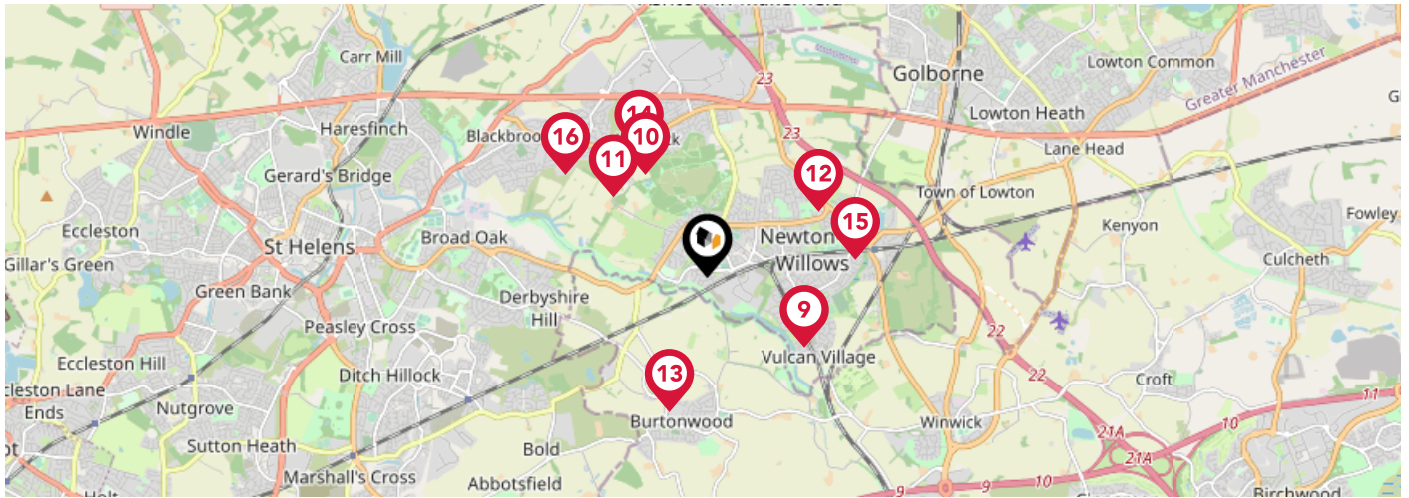 Carr Mill
Golborne
Lowton Common
Greater Manchester
23
Windle
Haresfinch
Blackbroo
14
16
10
11
23
Lowton Heath
Lane Head
Gerard's Bridge
12
Town of Lowton
15
Kenyon
Fowley
Eccleston
St Helens
Broad Oak
Newton
Willows
Culcheth
Gillar's Green
Green Bank
Derbyshire
Hill
9
Peasley Cross
22
Vulcan Village
Eccleston Hill
Ditch Hillock
13
22
Croft
11
Eccleston Lane
Ends
Nutgrove
Burtonwood
Winwick
10
21A
Sutton Heath
Bold
21A
Marshall's Cross
Abbotsfield
9
9
10
Birchwood